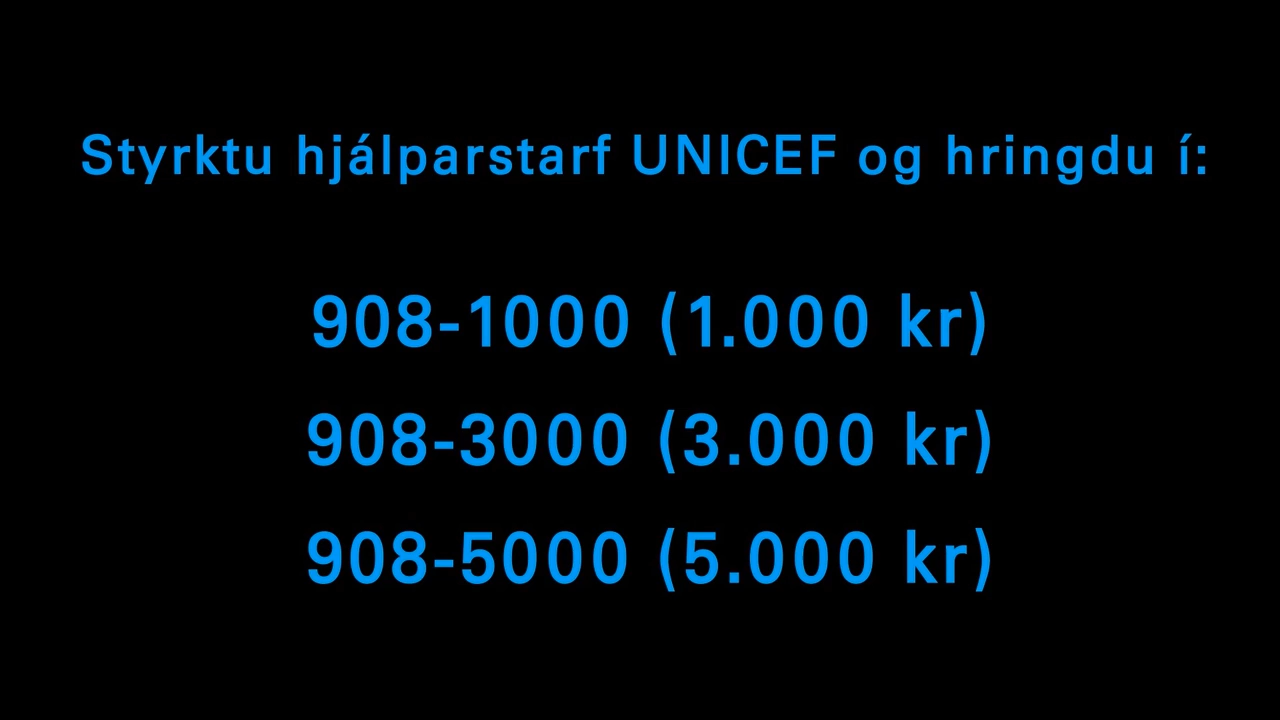 Styrktu hjálparstarf UNICEF og hringdu í:
908-1000 (1.000 kr)
908-3000 (3.000 kr)
908-5000 (5.000 kr)